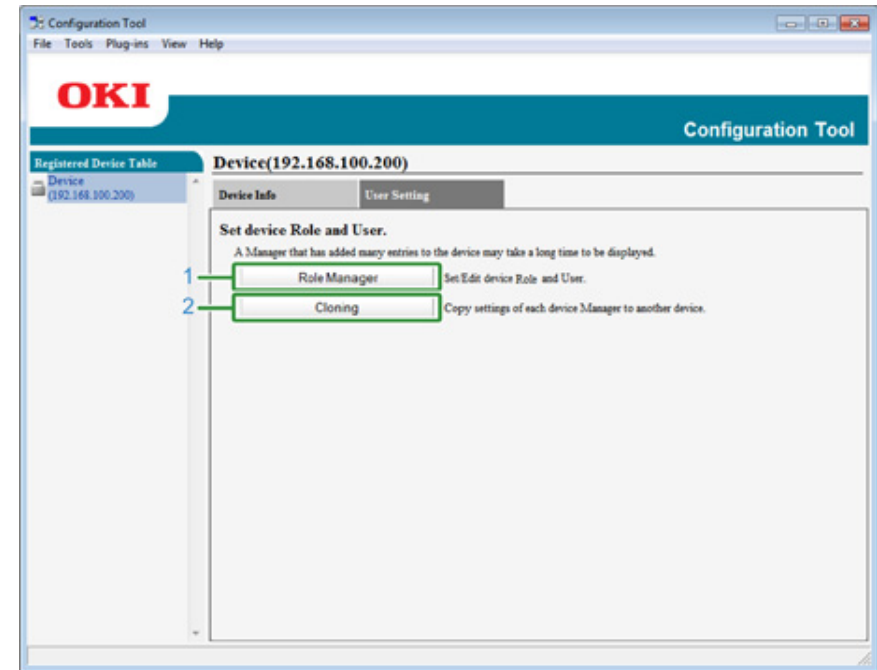 Configuration Tool
File Tools Plug-ins View Help
OKI
Configuration Tool
Registered Device Table
Device
(192.168.100.200)
Device(192.168.100.200)
Device Info User Setting
Set device Role and User.
A Manager that has added many entries to the device may take a long time to be displayed.
1 Role Manager Set/Edit device Role and User.
2 Cloning Copy settings of each device Manager to another device.